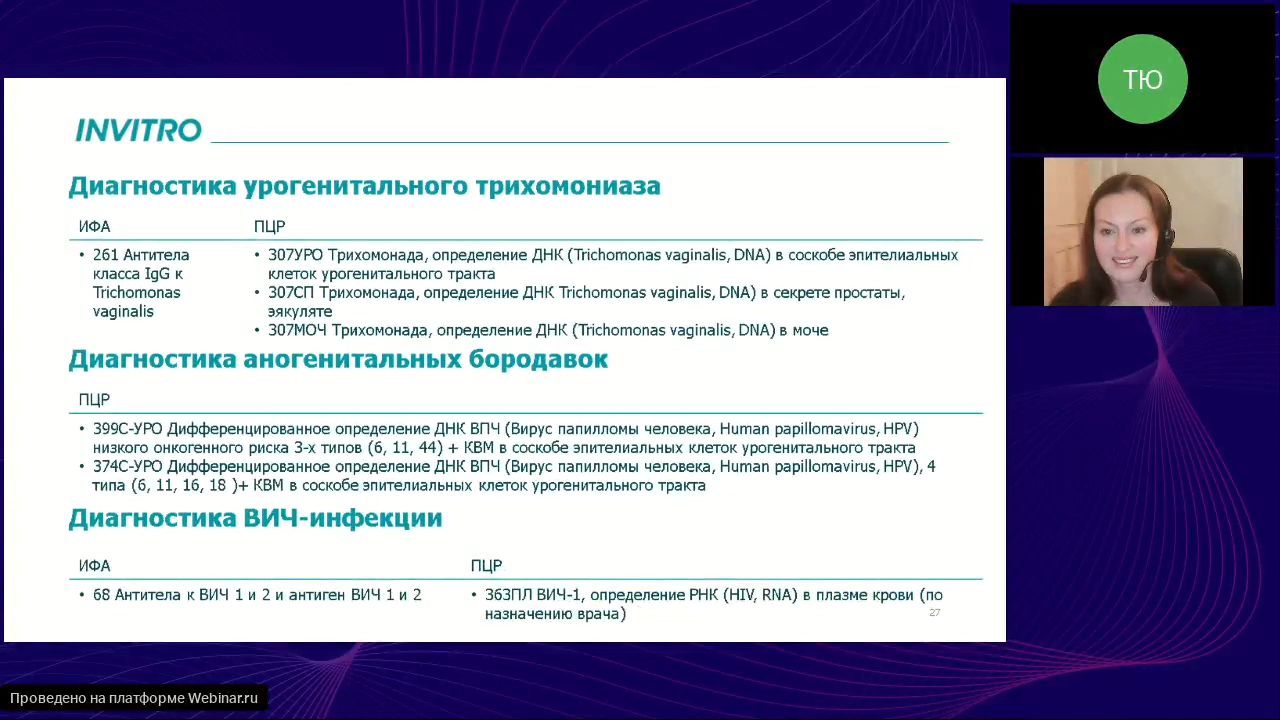 INVITRO
Диагностика урогенитального трихомониаза
ИФА
ПЦР
• 261 Антитела
класса IgG к
Trichomonas
vaginalis
• 307УРО Трихомонада, определение ДНК (Trichomonas vaginalis, DNA) в соскобе эпителиальных
клеток урогенитального тракта
• 307СП Трихомонада, определение ДНК Trichomonas vaginalis, DNA) в секрете простаты,
эякуляте
• 307МОЧ Трихомонада, определение ДНК (Trichomonas vaginalis, DNA) в моче
Диагностика аногенитальных бородавок
ПЦР
• 399С-УРО Дифференцированное определение ДНК ВПЧ (Вирус папилломы человека, Human papillomavirus, HPV)
низкого онкогенного риска 3-х типов (6, 11, 44) + КВМ в соскобе эпителиальных клеток урогенитального тракта
• 374С-УРО Дифференцированное определение ДНК ВПЧ (Вирус папилломы человека, Human papillomavirus, HPV), 4
типа (6, 11, 16, 18 )+ КВМ в соскобе эпителиальных клеток урогенитального тракта
Диагностика ВИЧ-инфекции
ИФА
ПЦР
• 68 Антитела к ВИЧ 1 и 2 и антиген ВИЧ 1 и 2
• 363ПЛ ВИЧ-1, определение РНК (HIV, RNA) в плазме крови (по
назначению врача)
27
ТЮ
Проведено на платформе Webinar.ru